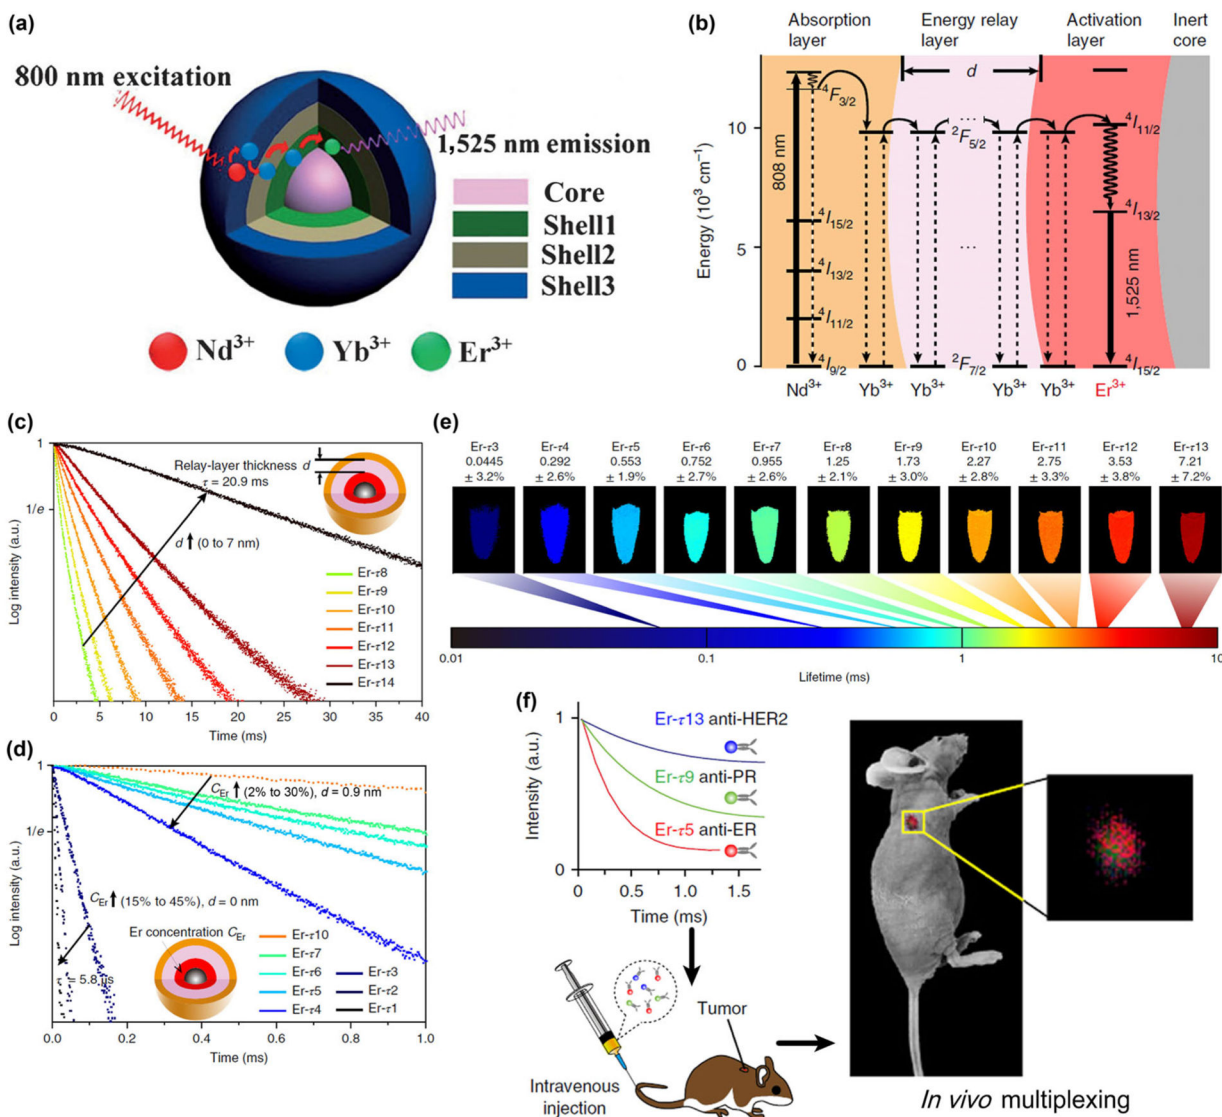 (a)
800 nm excitation
1,525 nm emission
Core
Shell1
Shell2
Shell3
Nd³⁺
Yb³⁺
Er³⁺
(b)
Absorption
layer
Energy relay
layer
Activation
layer
Inert
core
d
Energy (10³ cm⁻¹)
10
5
0
808 nm
⁴F₃/₂
⁴I₁₅/₂
⁴I₁₃/₂
⁴I₁₁/₂
⁴I₉/₂
...
²F₅/₂
...
²F₇/₂
⁴I₁₁/₂
⁴I₁₃/₂
1,525 nm
⁴I₁₅/₂
Nd³⁺
Yb³⁺
Yb³⁺
Yb³⁺
Yb³⁺
Er³⁺
(c)
Log intensity (a.u.)
1
1/e
Relay-layer thickness
d
τ = 20.9 ms
d ⬆ (0 to 7 nm)
Er-τ8
Er-τ9
Er-τ10
Er-τ11
Er-τ12
Er-τ13
Er-τ14
0 5 10 15 20 25 30 35 40
Time (ms)
(d)
Log intensity (a.u.)
1
1/e
C_Er ⬆ (2% to 30%), d = 0.9 nm
C_Er ⬆ (15% to 45%), d = 0 nm
Er concentration C_Er
τ = 5.8 μs
Er-τ10
Er-τ7
Er-τ6
Er-τ5
Er-τ4
Er-τ3
Er-τ2
Er-τ1
0.0 0.2 0.4 0.6 0.8 1.0
Time (ms)
(e)
Er-τ3 Er-τ4 Er-τ5 Er-τ6 Er-τ7 Er-τ8 Er-τ9 Er-τ10 Er-τ11 Er-τ12 Er-τ13
0.0445 0.292 0.553 0.752 0.955 1.25 1.73 2.27 2.75 3.53 7.21
± 3.2% ± 2.6% ± 1.9% ± 2.7% ± 2.6% ± 2.1% ± 3.0% ± 2.8% ± 3.3% ± 3.8% ± 7.2%
0.01 0.1 1 10
Lifetime (ms)
(f)
Intensity (a.u.)
1
0
Er-τ13 anti-HER2
Er-τ9 anti-PR
Er-τ5 anti-ER
0 0.5 1.0 1.5
Time (ms)
Tumor
Intravenous
injection
In vivo multiplexing